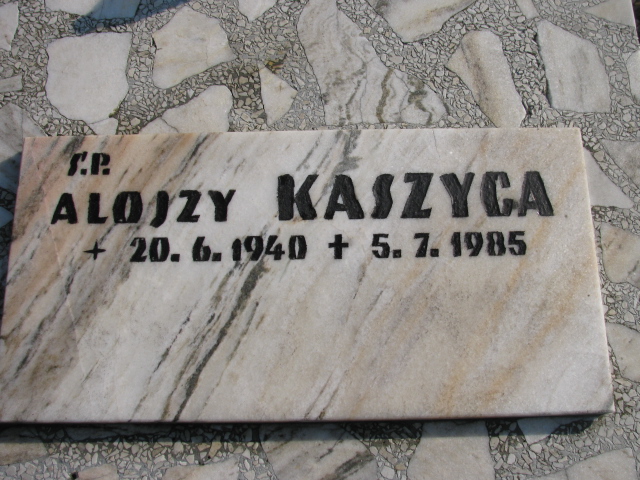 Ś.P.
ALOJZY KASZYCA
+ 20. 6. 1940 + 5. 7. 1985